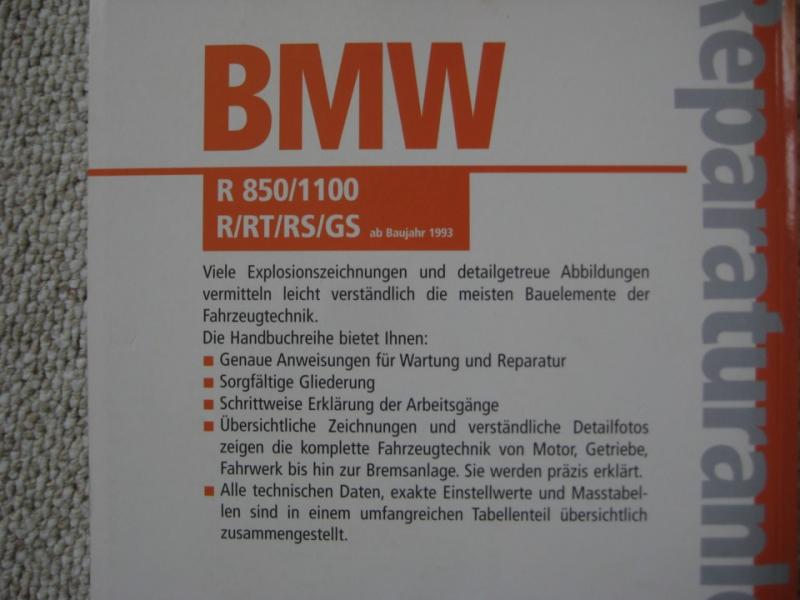 BMW
R 850/1100
R/RT/RS/GS ab Baujahr 1993
Viele Explosionszeichnungen und detailgetreue Abbildungen
vermitteln leicht verständlich die meisten Bauelemente der
Fahrzeugtechnik.
Die Handbuchreihe bietet Ihnen:
■ Genaue Anweisungen für Wartung und Reparatur
■ Sorgfältige Gliederung
■ Schrittweise Erklärung der Arbeitsgänge
■ Übersichtliche Zeichnungen und verständliche Detailfotos
zeigen die komplette Fahrzeugtechnik von Motor, Getriebe,
Fahrwerk bis hin zur Bremsanlage. Sie werden präzis erklärt.
■ Alle technischen Daten, exakte Einstellwerte und Masstabel-
len sind in einem umfangreichen Tabellenteil übersichtlich
zusammengestellt.
Reparaturanl